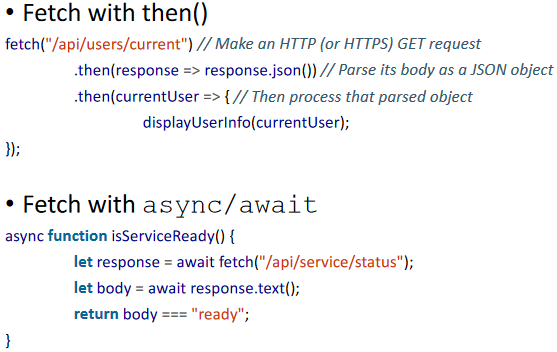 • Fetch with then()
fetch("/api/users/current") // Make an HTTP (or HTTPS) GET request
.then(response => response.json()) // Parse its body as a JSON object
.then(currentUser => { // Then process that parsed object
displayUserInfo(currentUser);
});
• Fetch with async/await
async function isServiceReady() {
let response = await fetch("/api/service/status");
let body = await response.text();
return body === "ready";
}